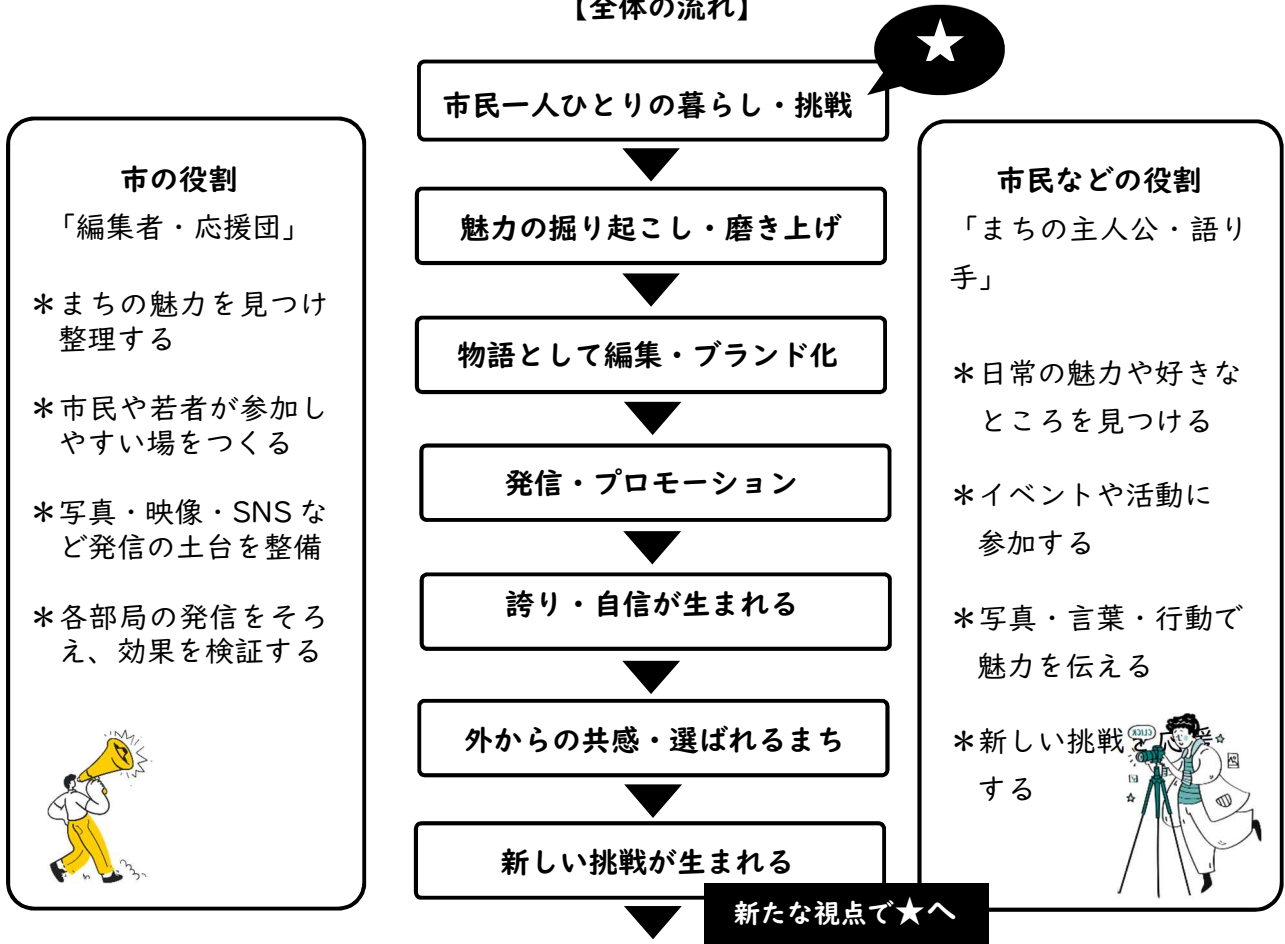 【全体の流れ】
★
市民一人ひとりの暮らし・挑戦
魅力の掘り起こし・磨き上げ
物語として編集・ブランド化
発信・プロモーション
誇り・自信が生まれる
外からの共感・選ばれるまち
新しい挑戦が生まれる
新たな視点で★へ
市の役割
「編集者・応援団」
＊まちの魅力を見つけ
整理する
＊市民や若者が参加し
やすい場をつくる
＊写真・映像・SNS な
ど発信の土台を整備
＊各部局の発信をそろ
え、効果を検証する
市民などの役割
「まちの主人公・語り
手」
＊日常の魅力や好きな
ところを見つける
＊イベントや活動に
参加する
＊写真・言葉・行動で
魅力を伝える
＊新しい挑戦
する